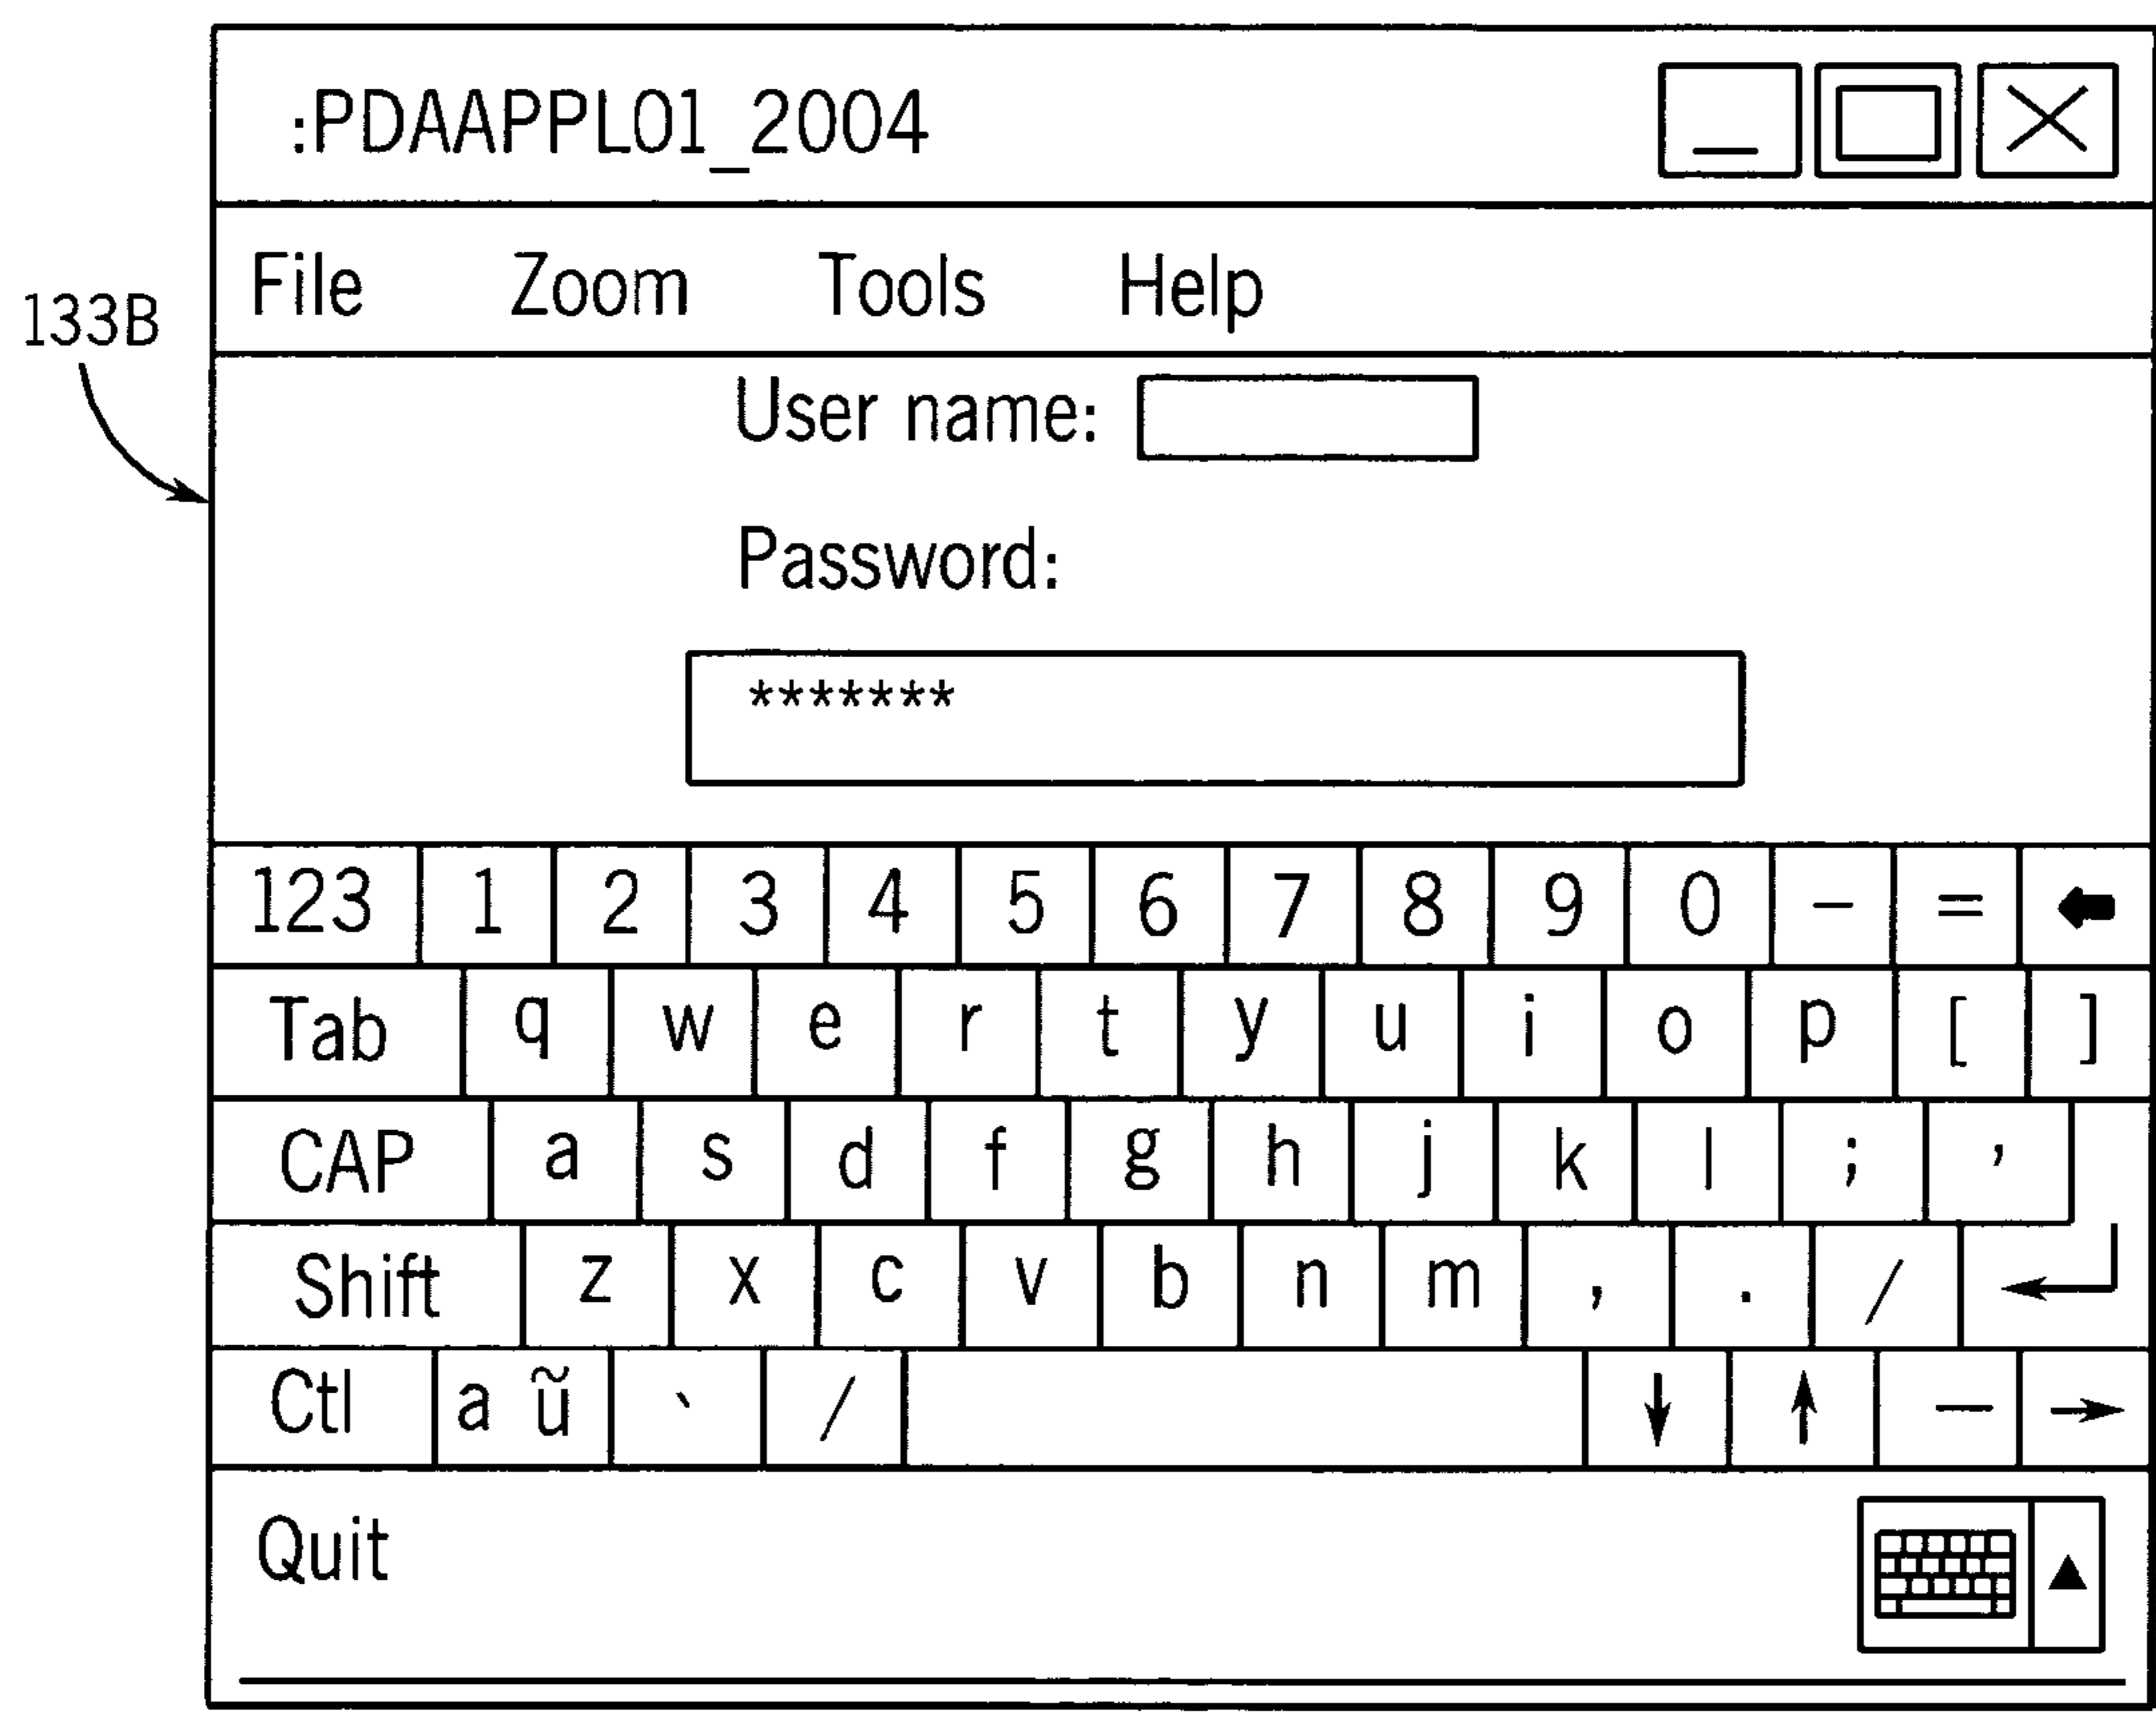 :PDAAPPL01_2004
File Zoom Tools Help
133B
User name:
Password:
*******
123 1 2 3 4 5 6 7 8 9 0 – =
Tab q w e r t y u i o p [ ]
CAP a s d f g h j k l ; ’
Shift z x c v b n m , . /
Ctl a ũ ` / ↓ ↑ — →
Quit